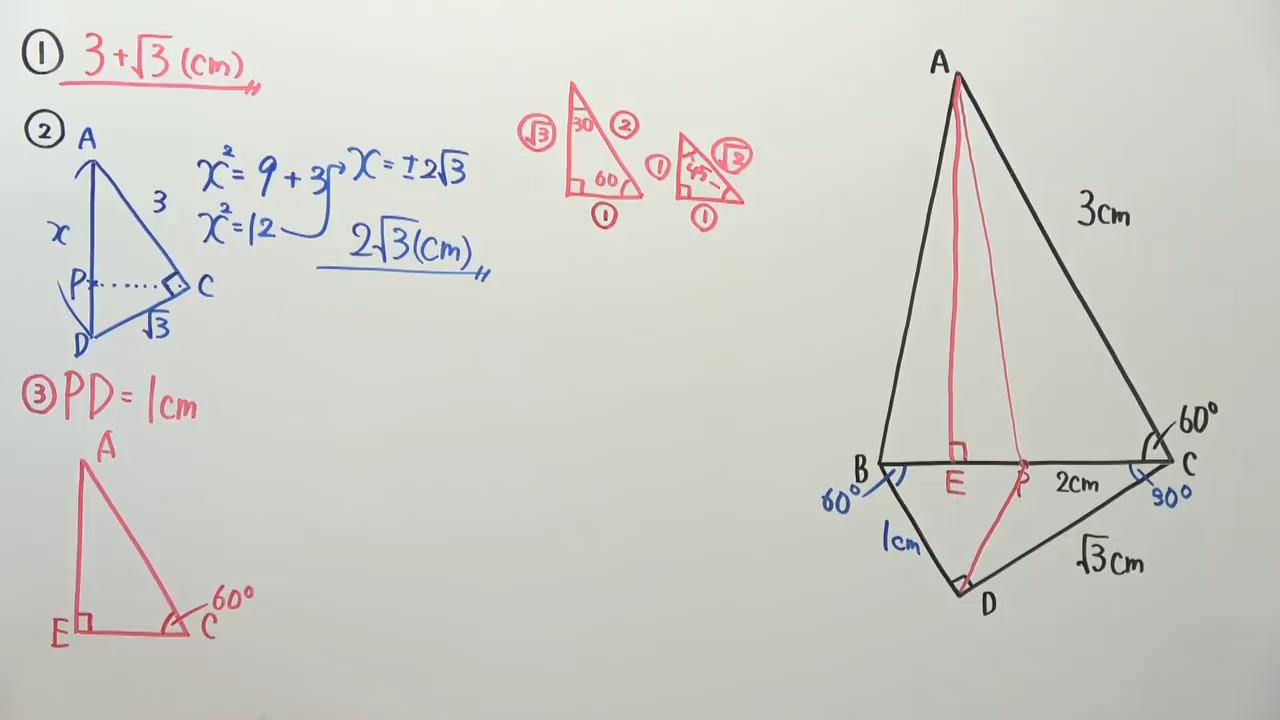 ① 3+√3(cm)
②
A
x
3
P
C
√3
D
x²=9+3
x²=12
x=±2√3
2√3(cm)
③ PD=1cm
A
E
60°
C
√3
30
②
60
①
①
45
√2
①
A
3cm
60°
B
E
P
2cm
C
60°
30°
1cm
√3cm
D